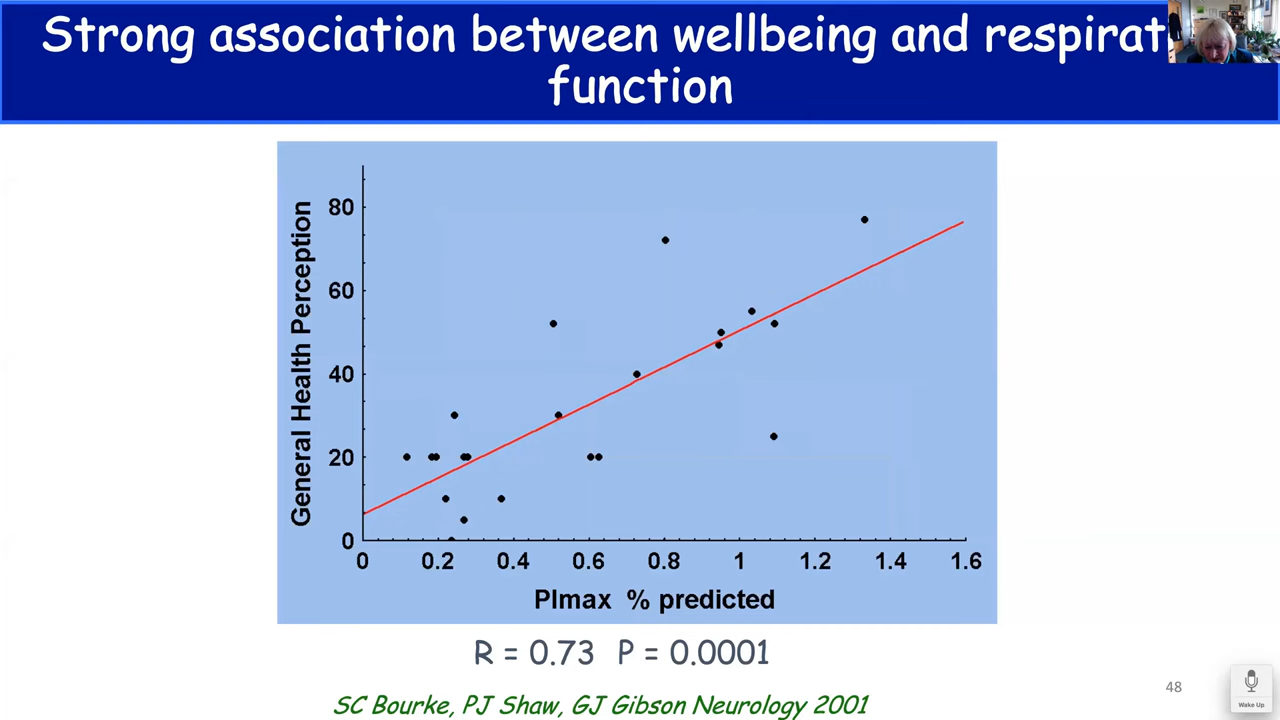 Strong association between wellbeing and respirat
function
General Health Perception
80
60
40
20
0
0 0.2 0.4 0.6 0.8 1 1.2 1.4 1.6
PImax % predicted
R = 0.73 P = 0.0001
SC Bourke, PJ Shaw, GJ Gibson Neurology 2001
48
Wake Up